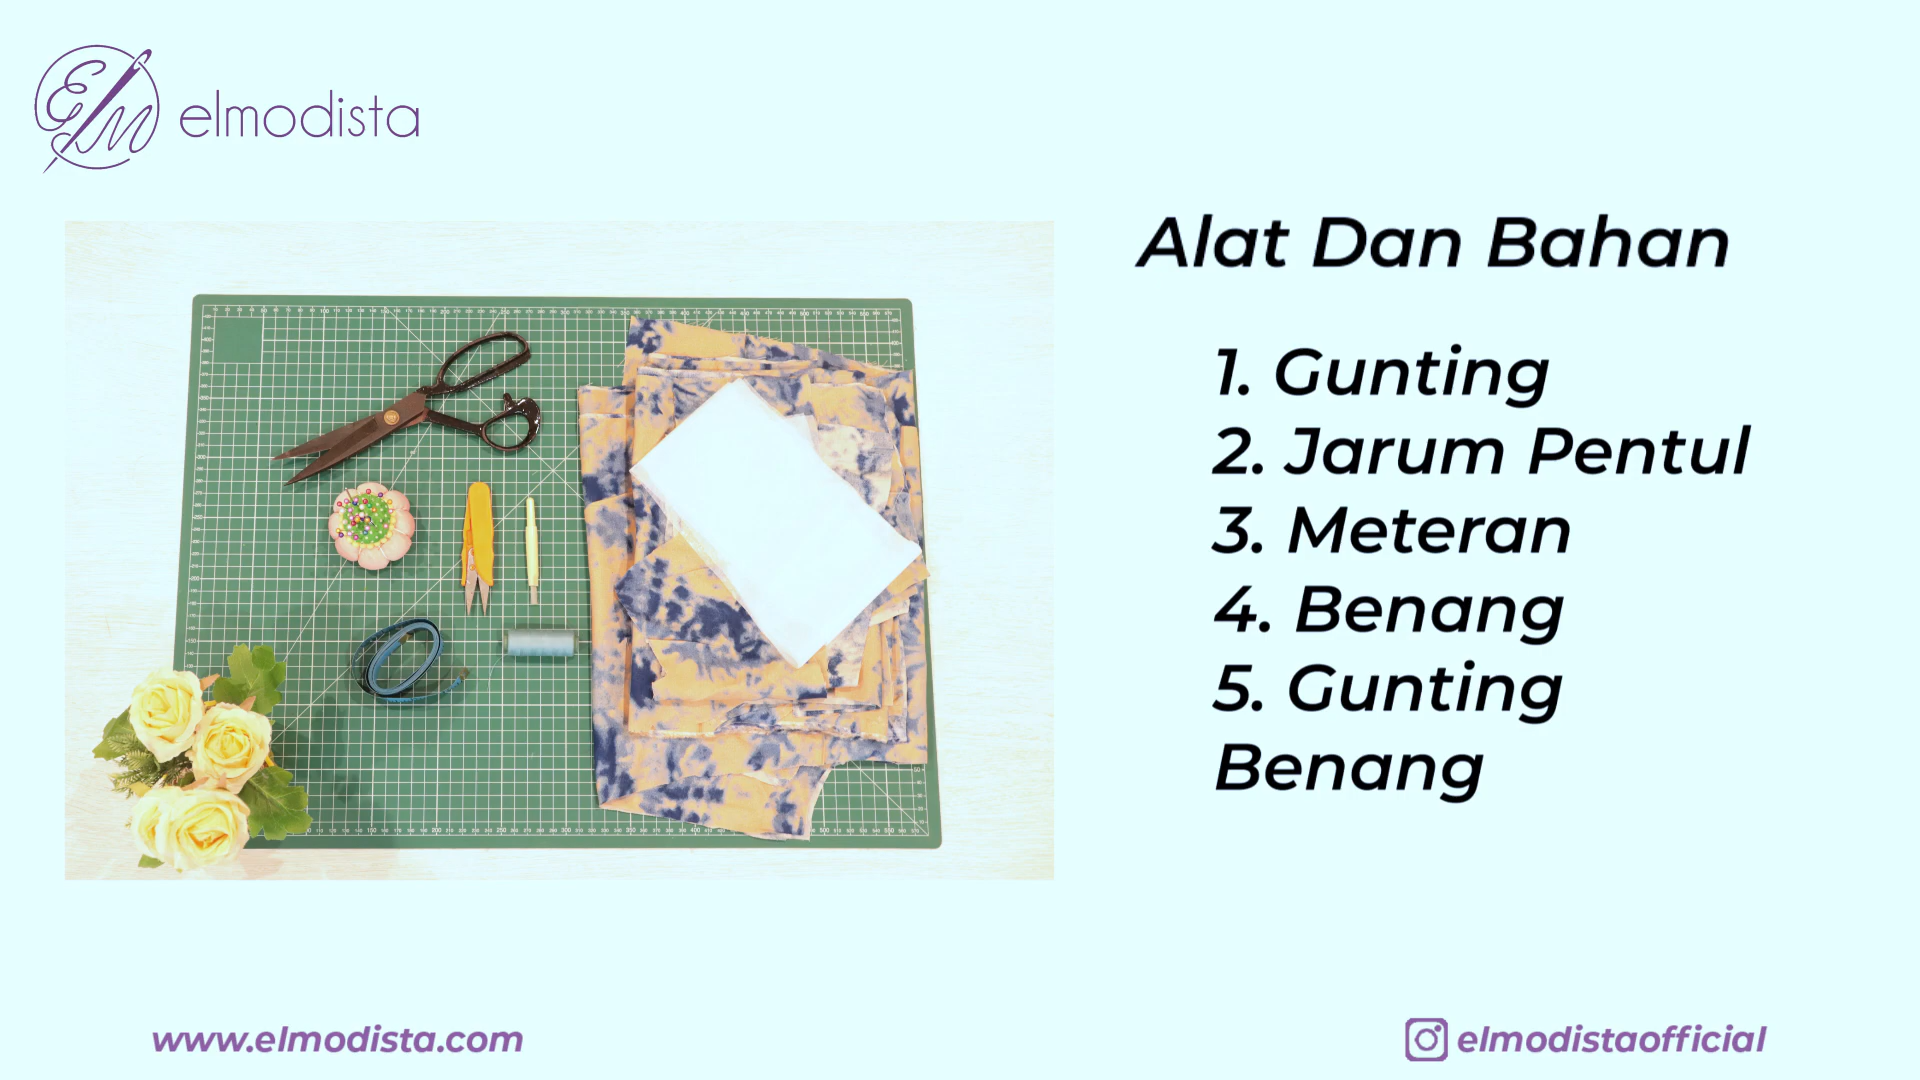 elmodista
Alat Dan Bahan
1. Gunting
2. Jarum Pentul
3. Meteran
4. Benang
5. Gunting
Benang
www.elmodista.com
elmodistaofficial